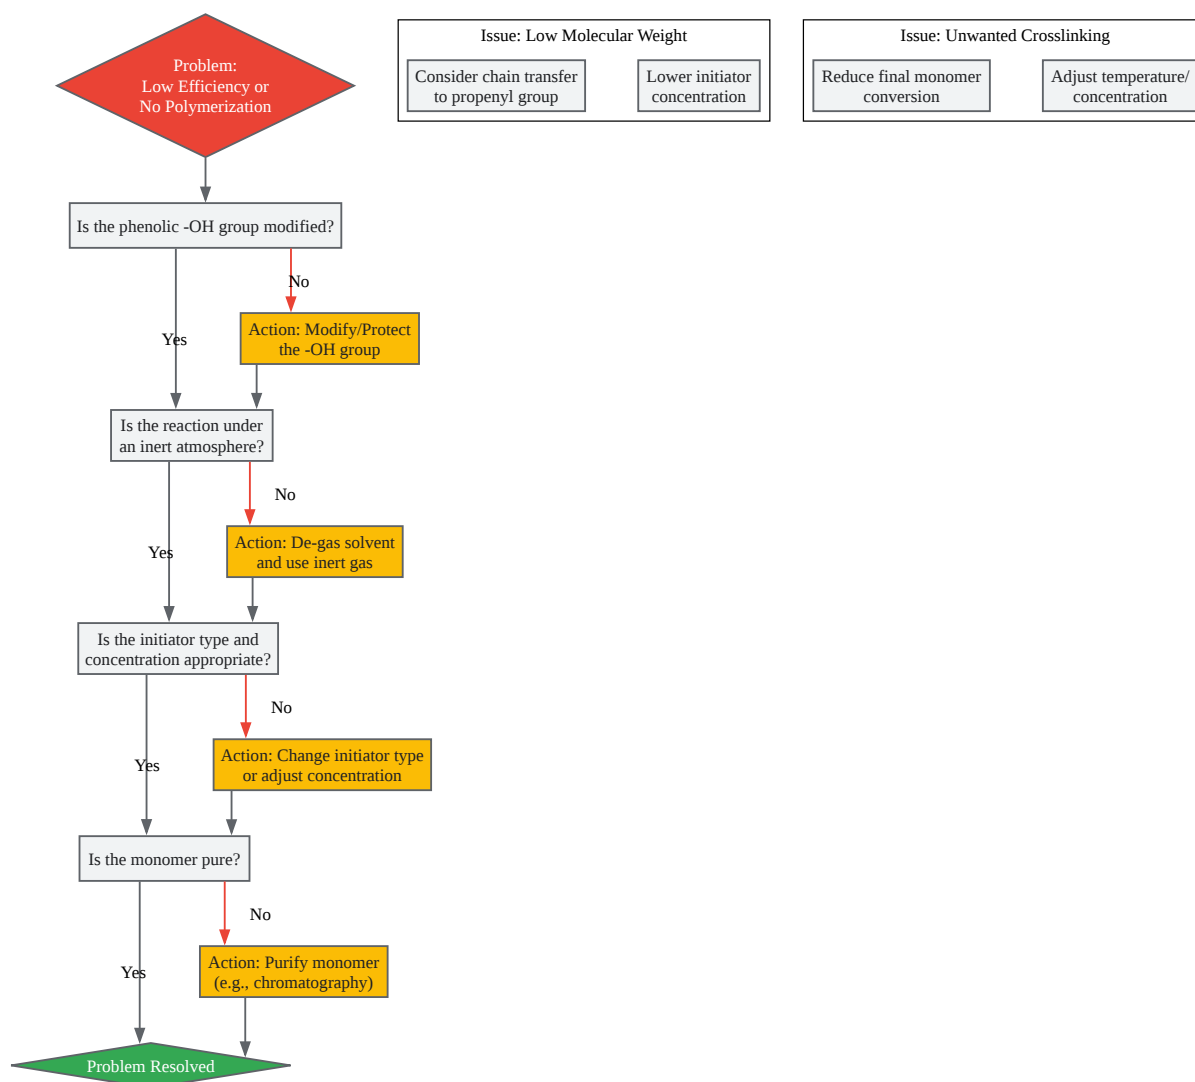 Problem:
Low Efficiency or
No Polymerization
Issue: Low Molecular Weight
Consider chain transfer
to propenyl group
Lower initiator
concentration
Issue: Unwanted Crosslinking
Reduce final monomer
conversion
Adjust temperature/
concentration
Is the phenolic -OH group modified?
No
Yes
Action: Modify/Protect
the -OH group
Is the reaction under
an inert atmosphere?
No
Yes
Action: De-gas solvent
and use inert gas
Is the initiator type and
concentration appropriate?
No
Yes
Action: Change initiator type
or adjust concentration
Is the monomer pure?
No
Yes
Action: Purify monomer
(e.g., chromatography)
Problem Resolved